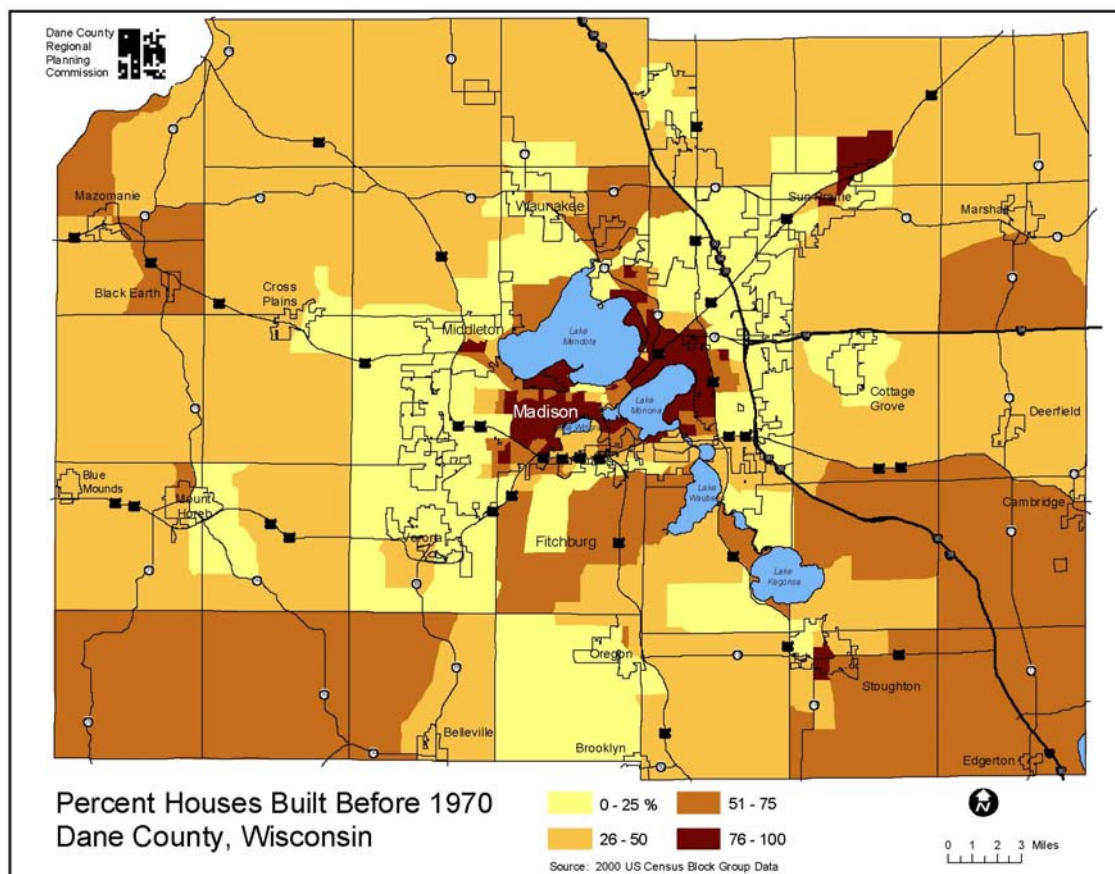 Dane County
Regional
Planning
Commission
Mazomanie
Waunakee
Sun Prairie
Marshall
Black Earth
Cross
Plains
Middleton
Lake
Mendota
Madison
Lake
Monona
Cottage
Grove
Deerfield
Blue
Mounds
Mount
Horeb
Lake
Waubesa
Cambridge
Verona
Fitchburg
Lake
Kegonsa
Oregon
Stoughton
Belleville
Brooklyn
Edgerton
Percent Houses Built Before 1970
Dane County, Wisconsin
0 - 25 %
51 - 75
26 - 50
76 - 100
Source: 2000 US Census Block Group Data
N
0 1 2 3 Miles